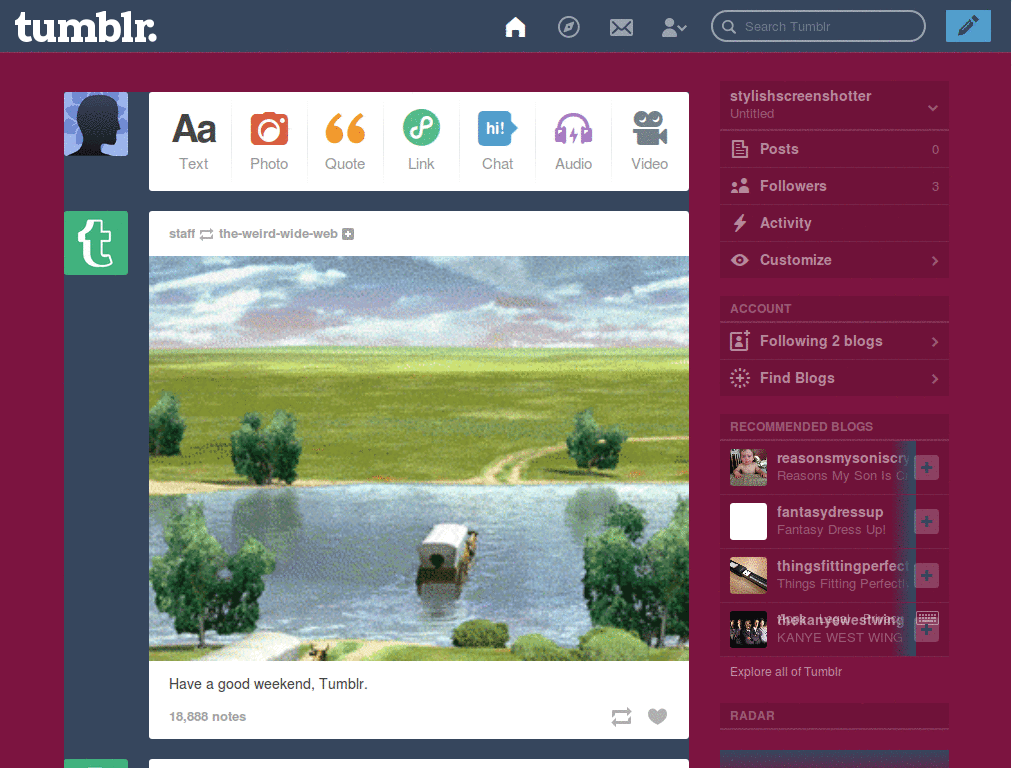 tumblr.
Search Tumblr
Aa
hi!
Text
Photo
Quote
Link
Chat
Audio
Video
t
staff the-weird-wide-web
Have a good weekend, Tumblr.
18,888 notes
stylishscreenshotter
Untitled
Posts 0
Followers 3
Activity
Customize
ACCOUNT
Following 2 blogs
Find Blogs
RECOMMENDED BLOGS
reasonsmysoniscry
Reasons My Son Is C
fantasydressup
Fantasy Dress Up!
thingsfittingperfect
Things Fitting Perfectl
thekanyewestwing
KANYE WEST WING
Explore all of Tumblr
RADAR